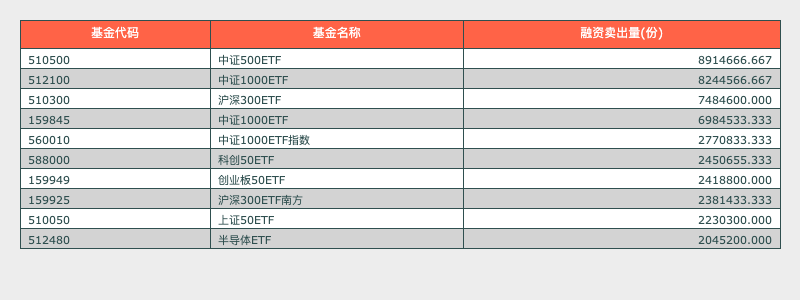 基金代码 基金名称 融资卖出量(份)
510500 中证500ETF 8914666.667
512100 中证1000ETF 8244566.667
510300 沪深300ETF 7484600.000
159845 中证1000ETF 6984533.333
560010 中证1000ETF指数 2770833.333
588000 科创50ETF 2450655.333
159949 创业板50ETF 2418800.000
159925 沪深300ETF南方 2381433.333
510050 上证50ETF 2230300.000
512480 半导体ETF 2045200.000